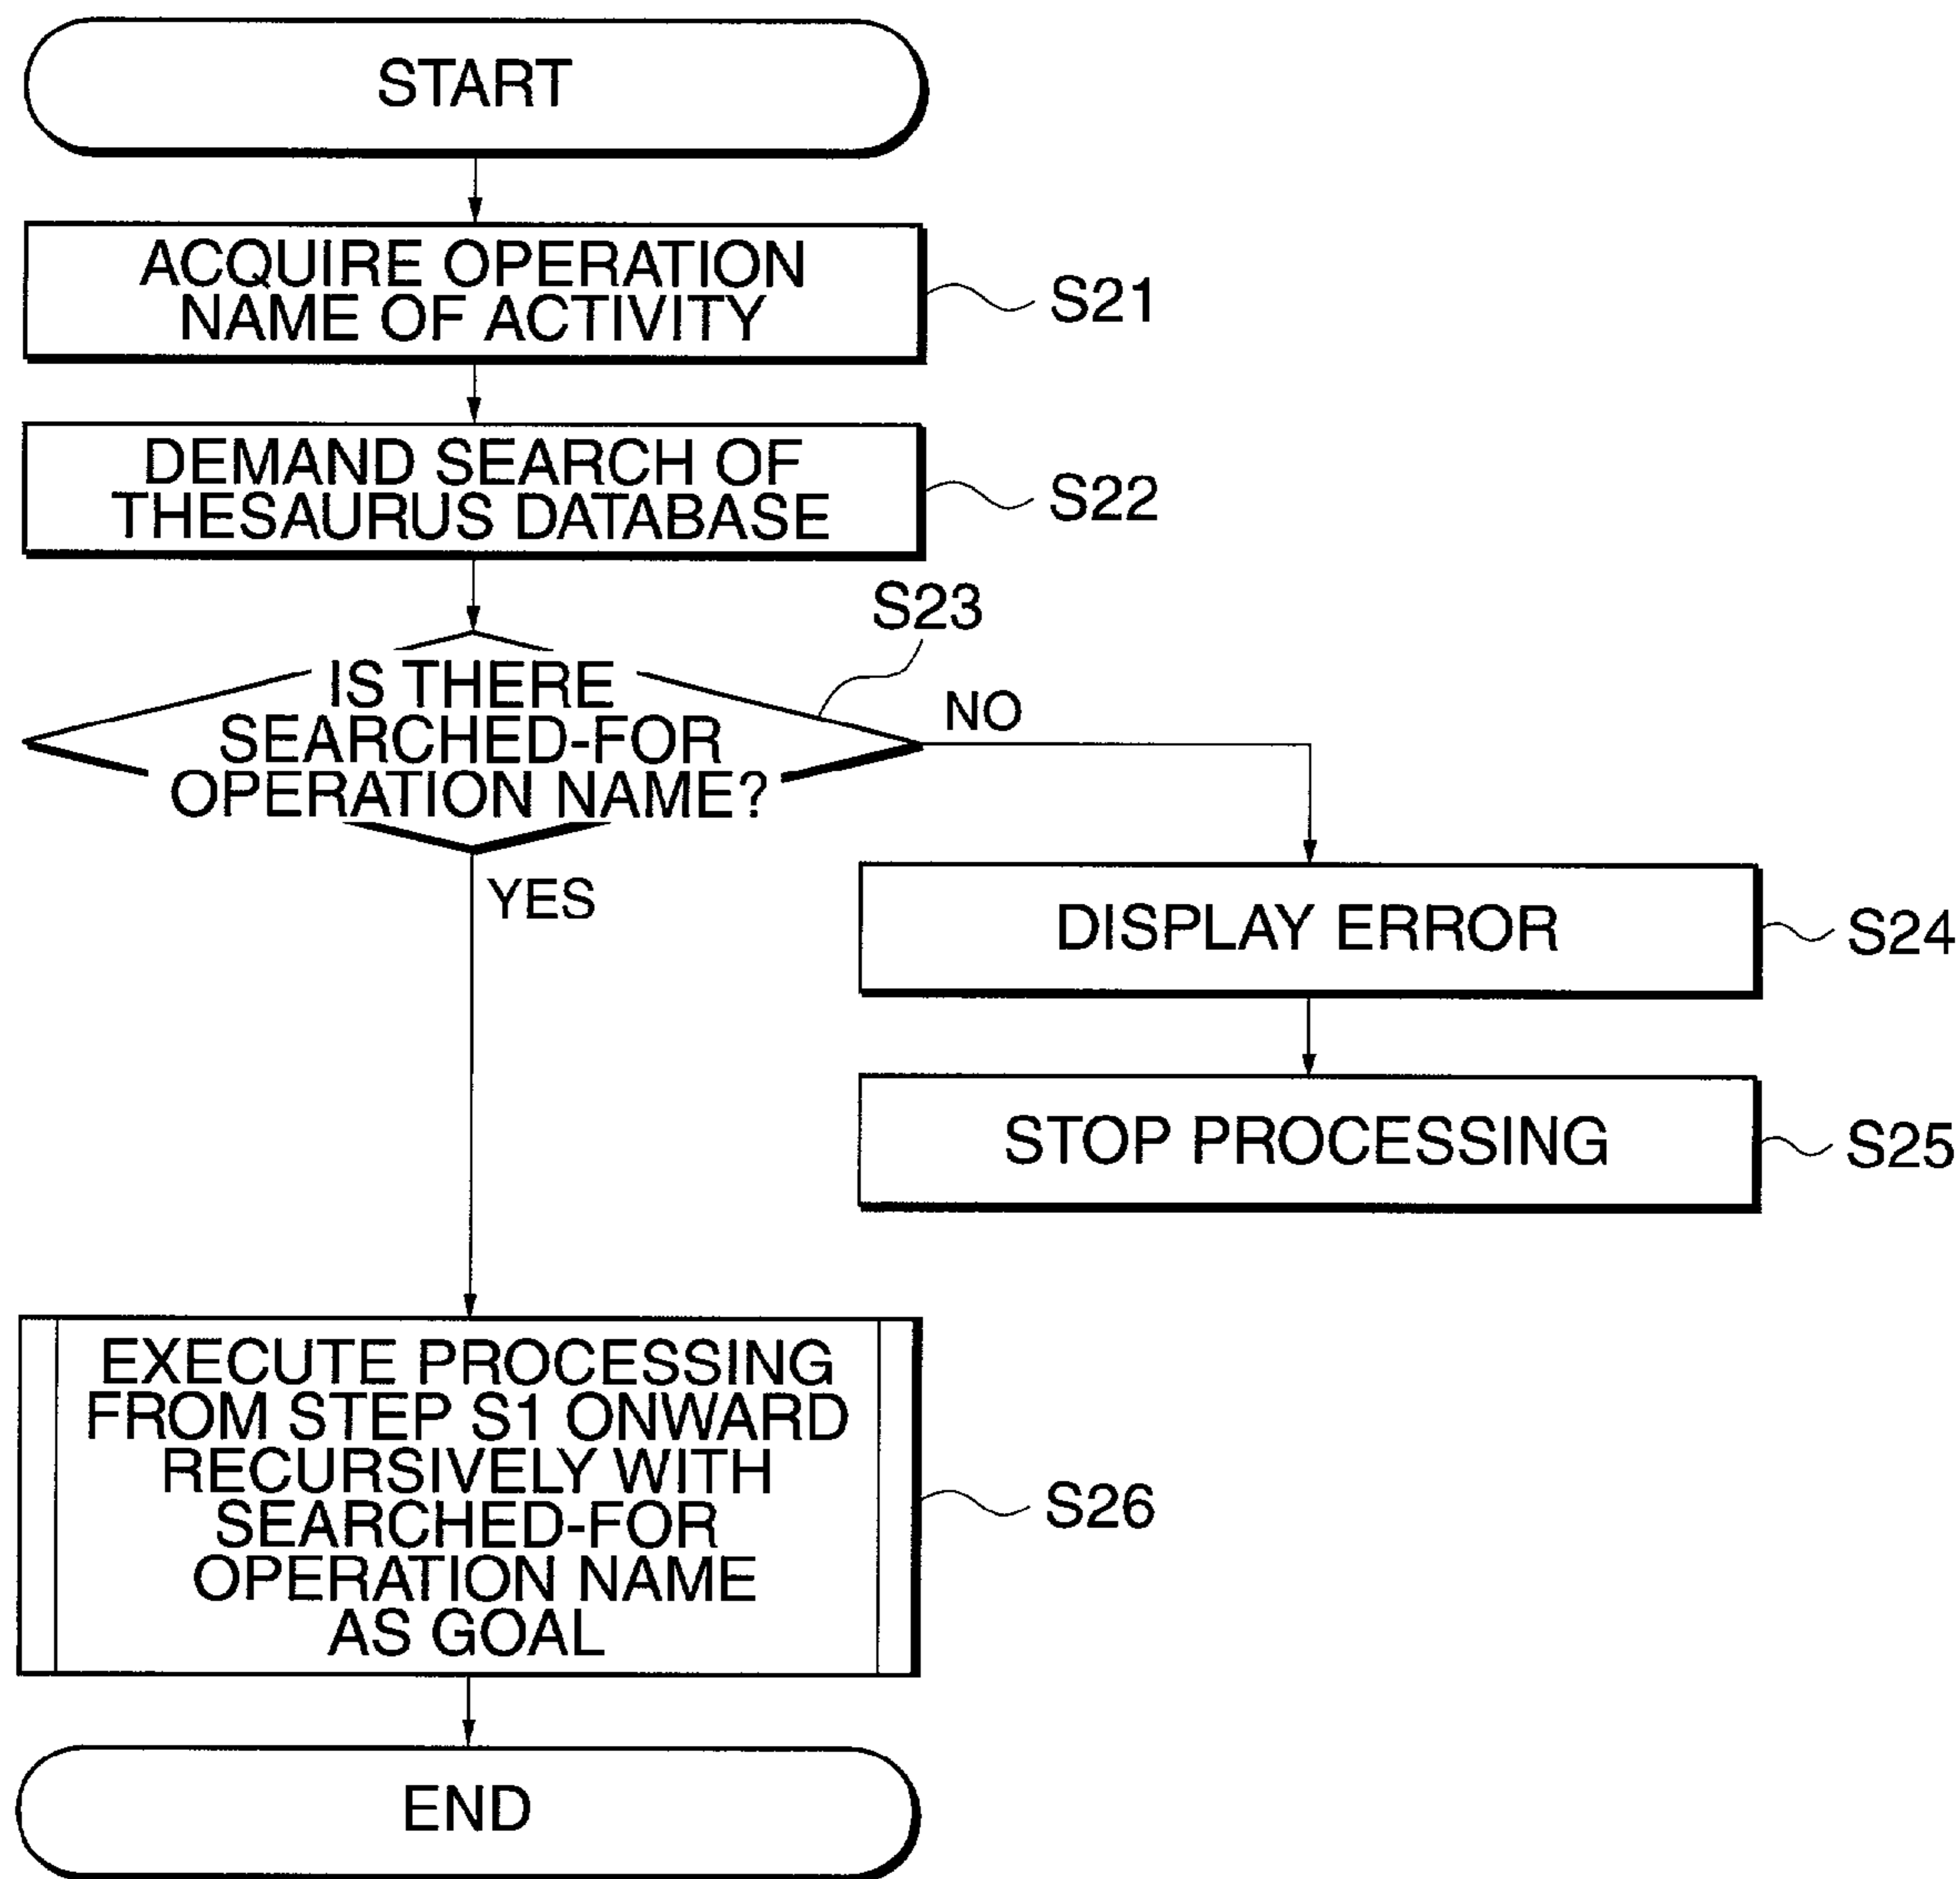 START
ACQUIRE OPERATION
NAME OF ACTIVITY
S21
DEMAND SEARCH OF
THESAURUS DATABASE
S22
S23
IS THERE
SEARCHED-FOR
OPERATION NAME?
NO
YES
DISPLAY ERROR
S24
STOP PROCESSING
S25
EXECUTE PROCESSING
FROM STEP S1 ONWARD
RECURSIVELY WITH
SEARCHED-FOR
OPERATION NAME
AS GOAL
S26
END